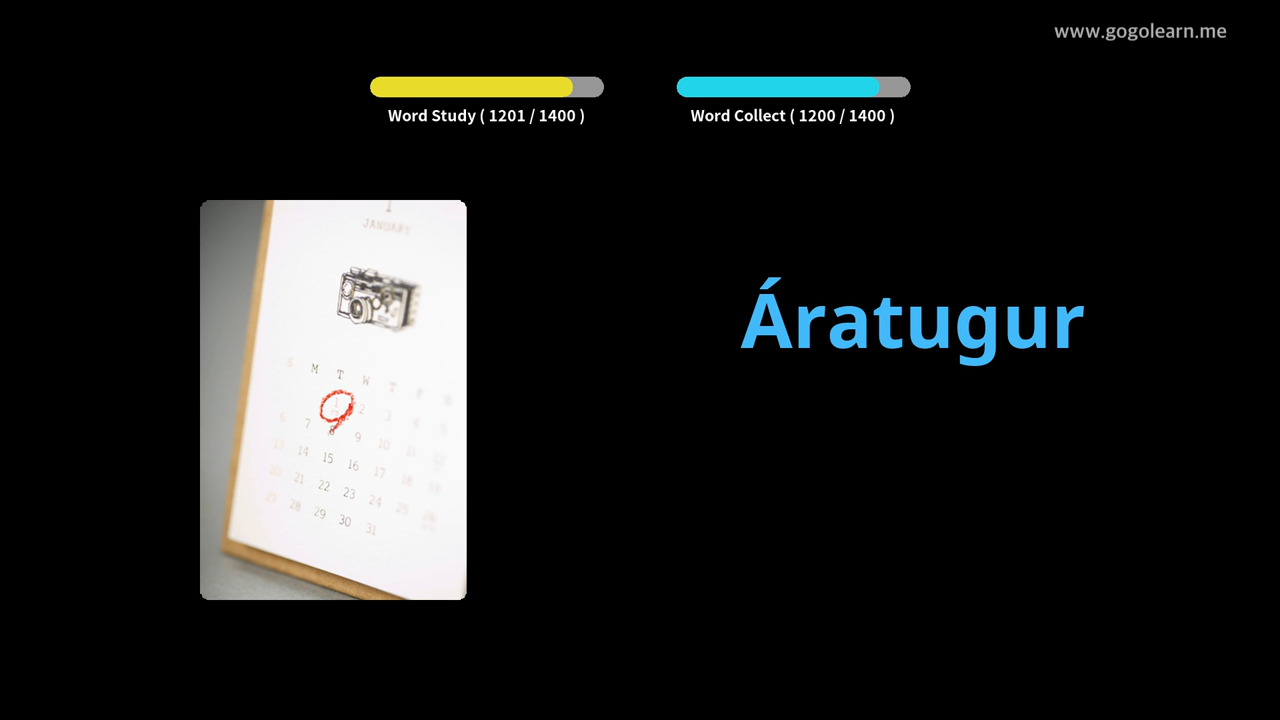 www.gogolearn.me
Word Study ( 1201 / 1400 )
Word Collect ( 1200 / 1400 )
1
JANUARY
S M T W T F S
1 2 3 4 5
6 7 8 9 10 11 12
13 14 15 16 17 18 19
20 21 22 23 24 25 26
27 28 29 30 31
Áratugur